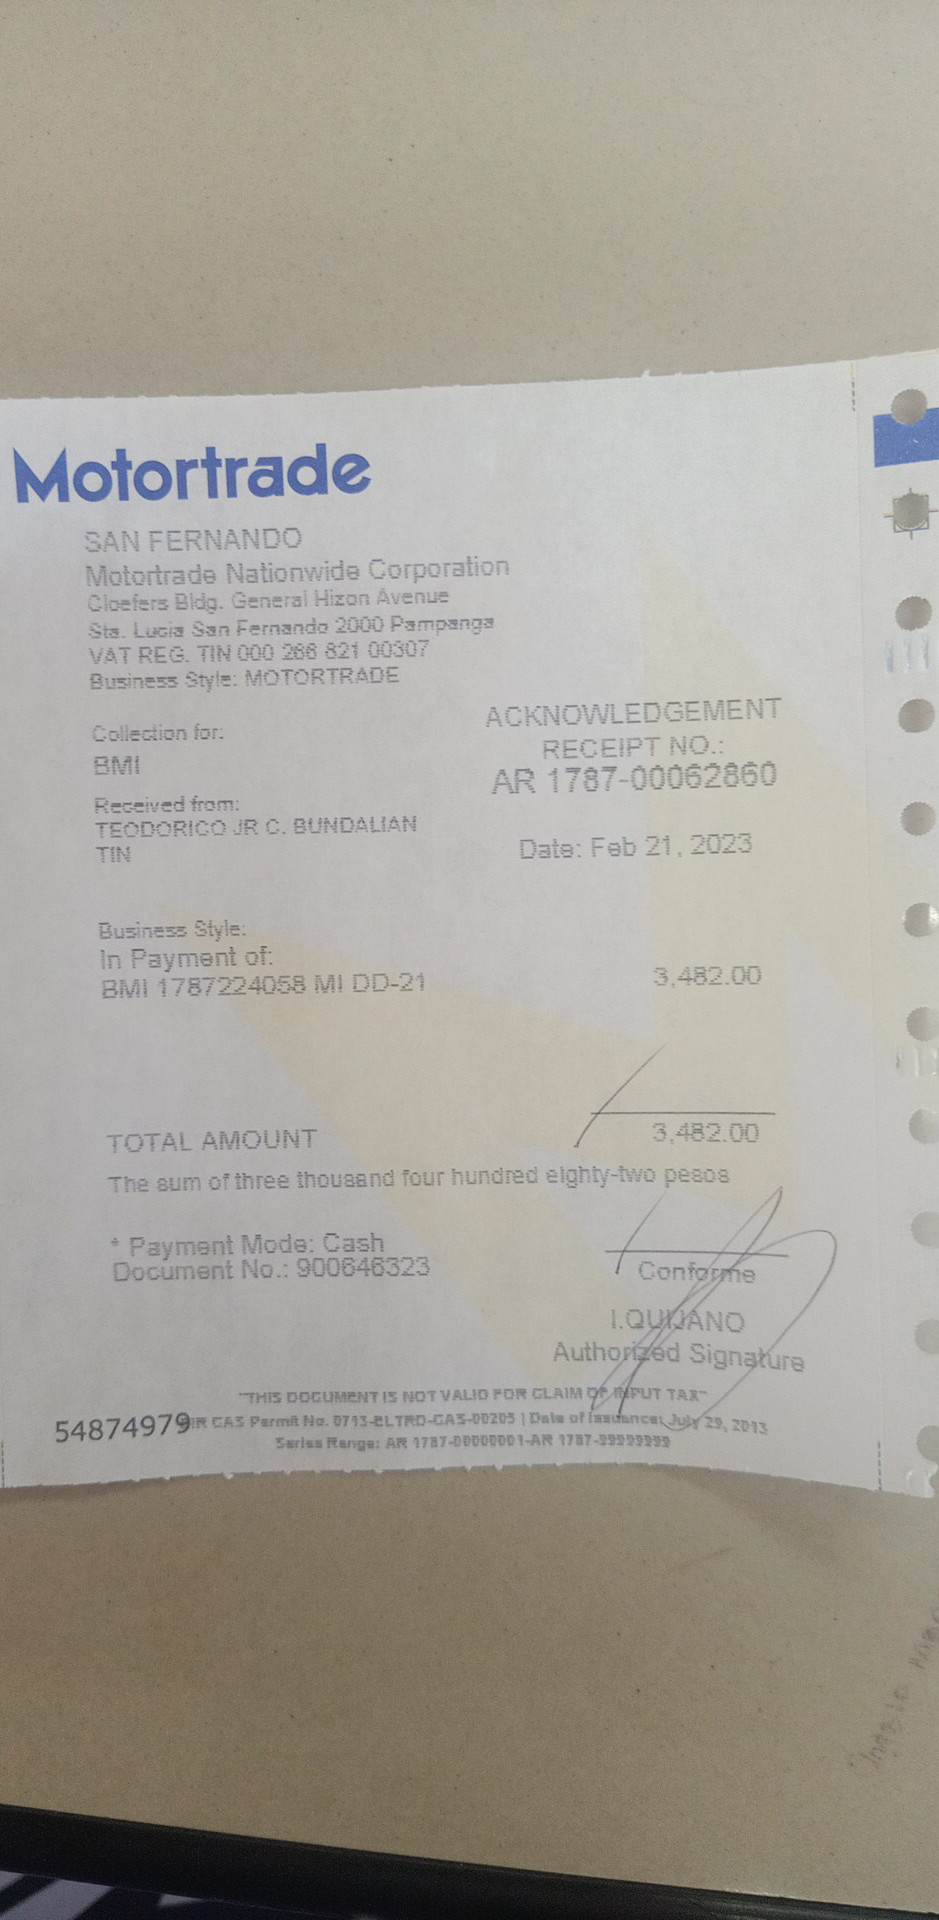 Motortrade
SAN FERNANDO
Motortrade Nationwide Corporation
Cloefers Bldg. General Hizon Avenue
Sta. Lucia San Fernando 2000 Pampanga
VAT REG. TIN 000 266 821 00307
Business Style: MOTORTRADE
Collection for:
BMI
ACKNOWLEDGEMENT
RECEIPT NO.:
AR 1787-00062860
Received from:
TEODORICO JR C. BUNDALIAN
TIN
Date: Feb 21, 2023
Business Style:
In Payment of:
BMI 1787224058 MI DD-21 3,482.00
TOTAL AMOUNT 3,482.00
The sum of three thousand four hundred eighty-two pesos
* Payment Mode: Cash
Document No.: 900646323
Conforme
I.QUIJANO
Authorized Signature
"THIS DOCUMENT IS NOT VALID FOR CLAIM OF INPUT TAX"
54874979 CAS Permit No. 0713-ELTRD-CAS-00205 | Date of Issuance: July 29, 2013
Series Range: AR 1787-00000001-AR 1787-99999999